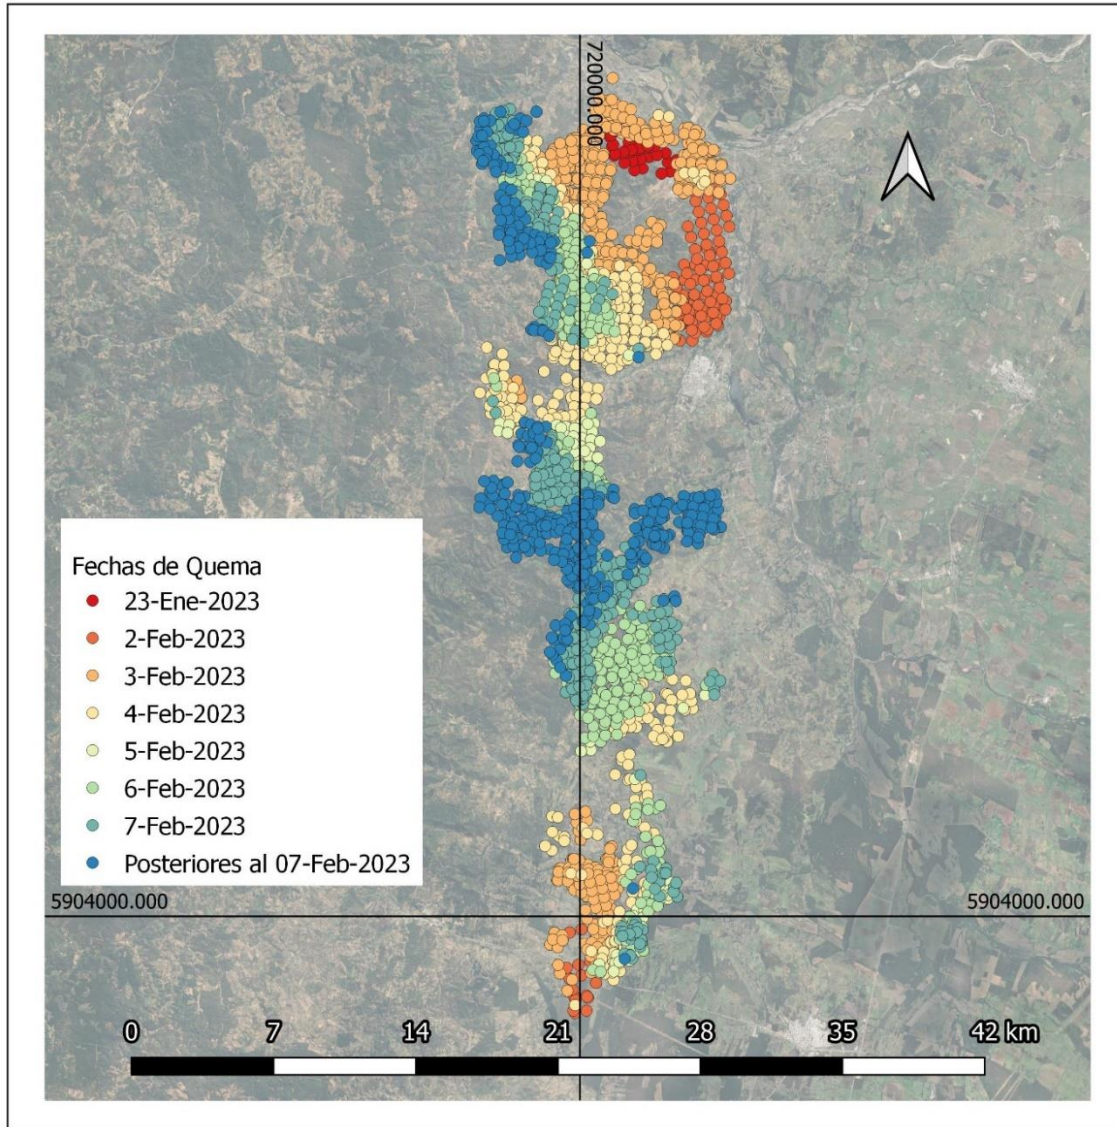 720000.000
Fechas de Quema
23-Ene-2023
2-Feb-2023
3-Feb-2023
4-Feb-2023
5-Feb-2023
6-Feb-2023
7-Feb-2023
Posteriores al 07-Feb-2023
5904000.000 5904000.000
0 7 14 21 28 35 42 km